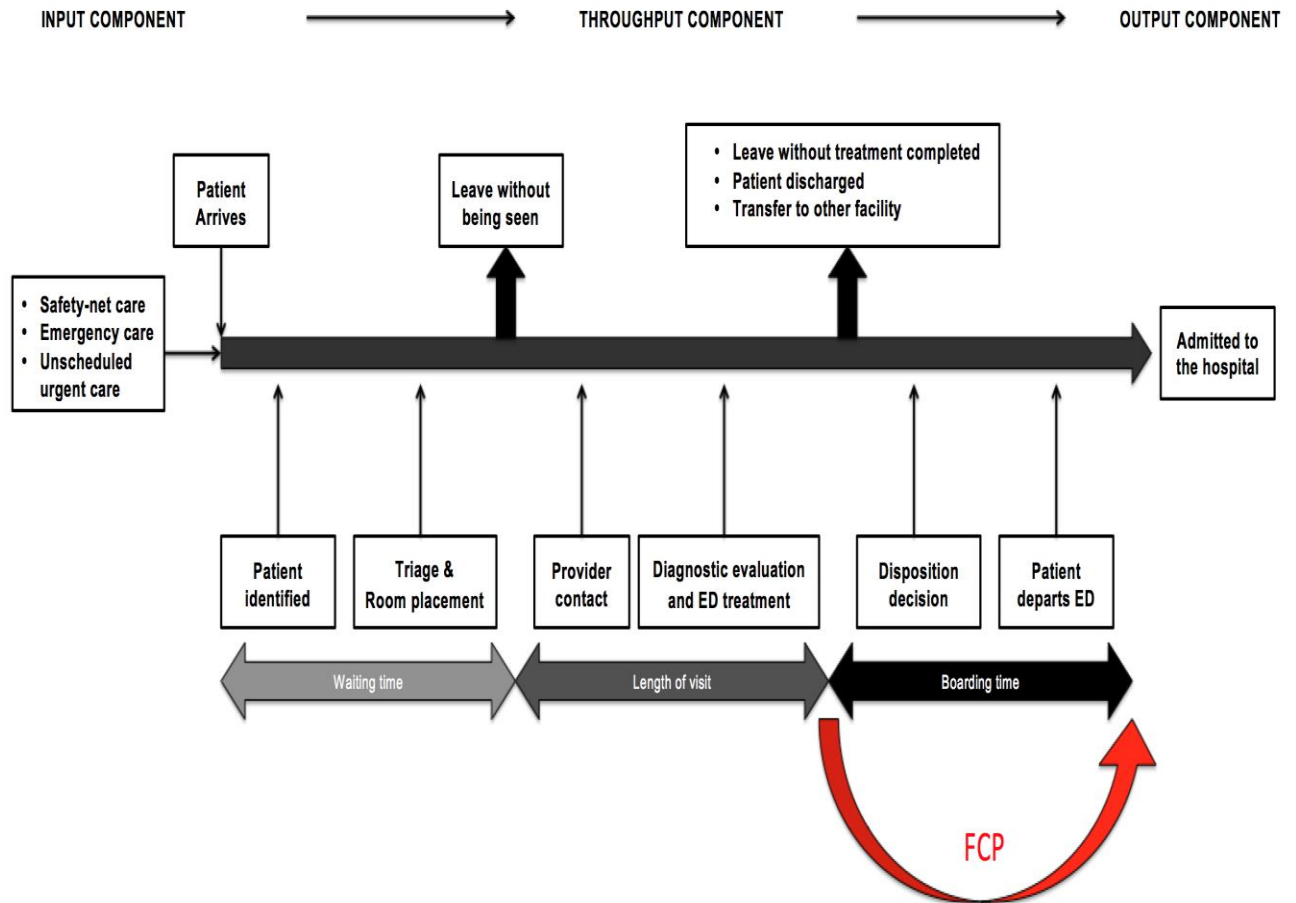 INPUT COMPONENT
THROUGHPUT COMPONENT
OUTPUT COMPONENT
Patient
Arrives
Leave without
being seen
• Leave without treatment completed
• Patient discharged
• Transfer to other facility
• Safety-net care
• Emergency care
• Unscheduled
urgent care
Admitted to
the hospital
Patient
identified
Triage &
Room placement
Provider
contact
Diagnostic evaluation
and ED treatment
Disposition
decision
Patient
departs ED
Waiting time
Length of visit
Boarding time
FCP